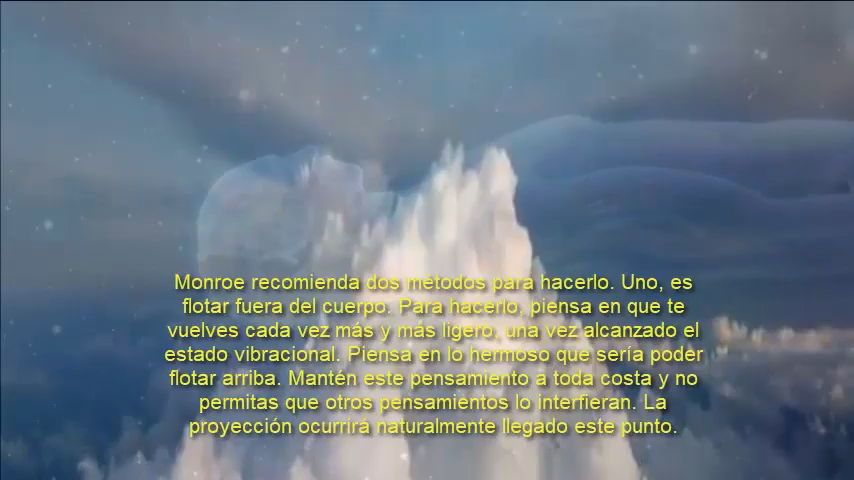 Monroe recomienda dos métodos para hacerlo. Uno, es
flotar fuera del cuerpo. Para hacerlo, piensa en que te
vuelves cada vez más y más ligero, una vez alcanzado el
estado vibracional. Piensa en lo hermoso que sería poder
flotar arriba. Mantén este pensamiento a toda costa y no
permitas que otros pensamientos lo interfieran. La
proyección ocurrirá naturalmente llegado este punto.